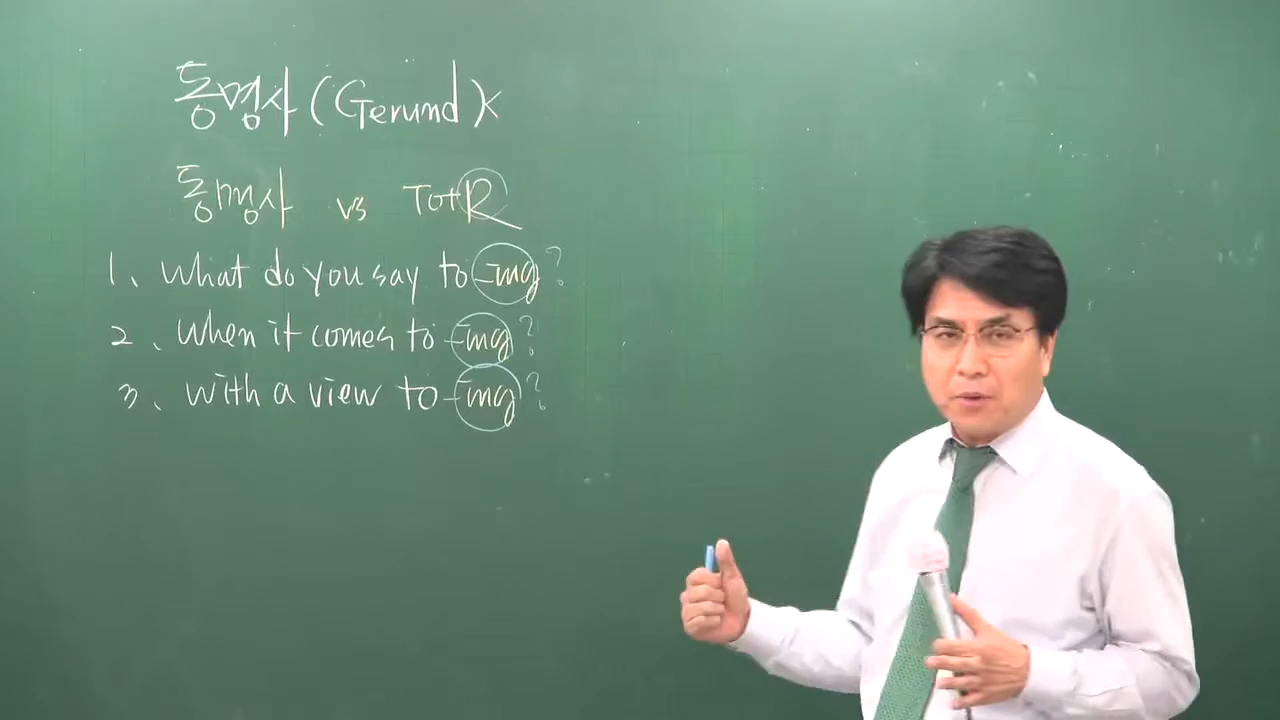 동명사 (Gerund)
동명사 vs To+R
1. What do you say to -ing?
2. When it comes to -ing?
3. With a view to -ing?